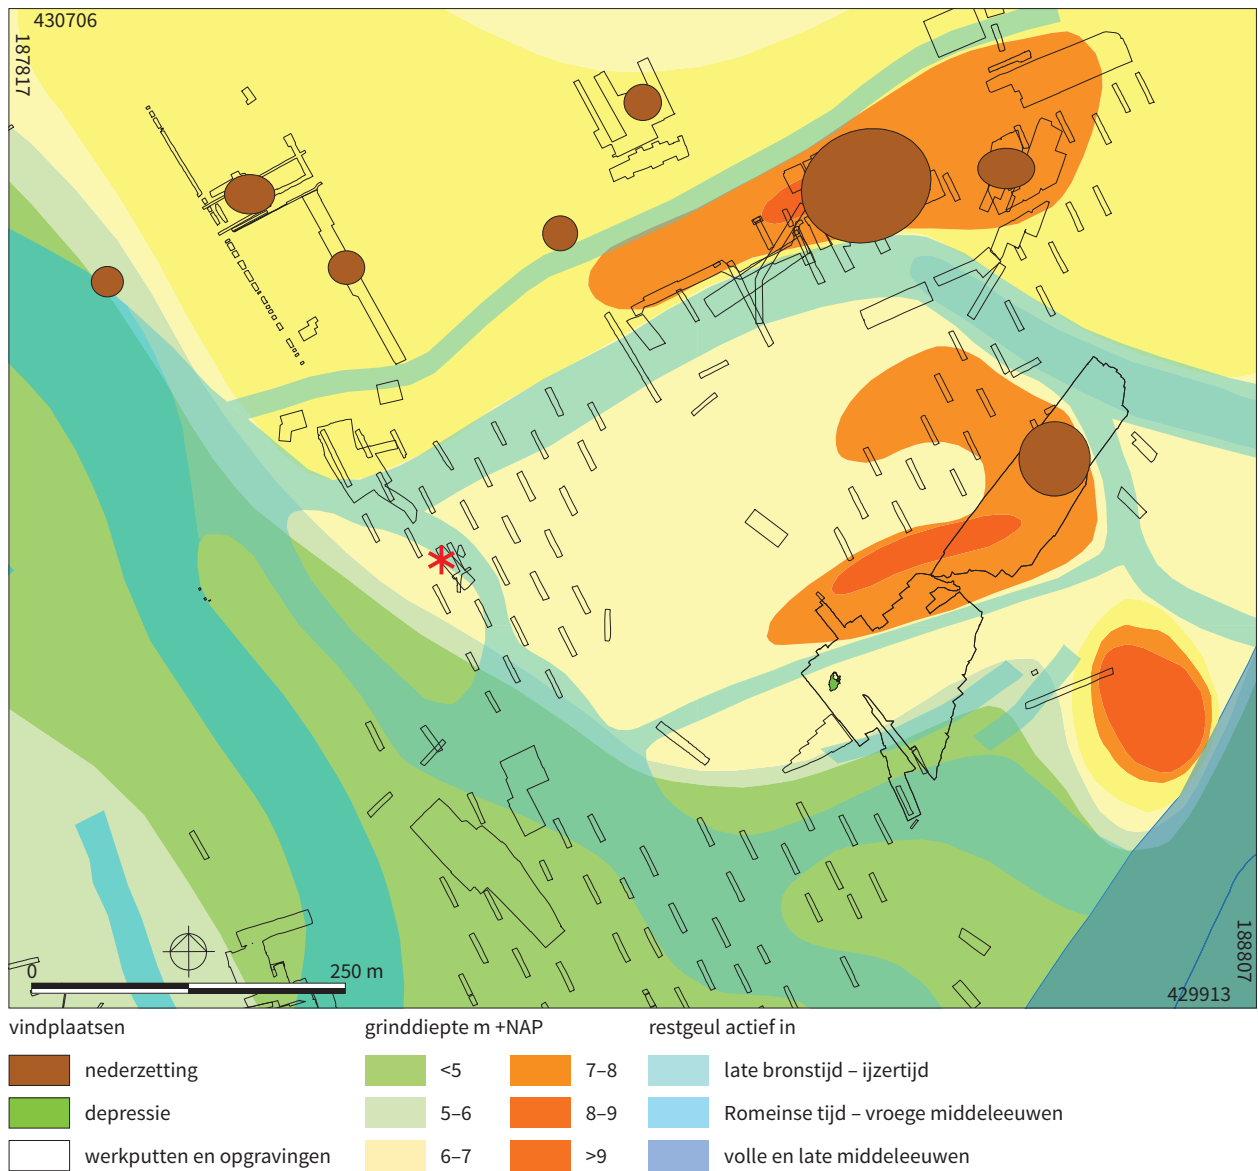 430706
187817
0
250 m
188807
429913
vindplaatsen
nederzetting
depressie
werkputten en opgravingen
grinddiepte m +NAP
<5
5–6
6–7
7–8
8–9
>9
restgeul actief in
late bronstijd – ijzertijd
Romeinse tijd – vroege middeleeuwen
volle en late middeleeuwen